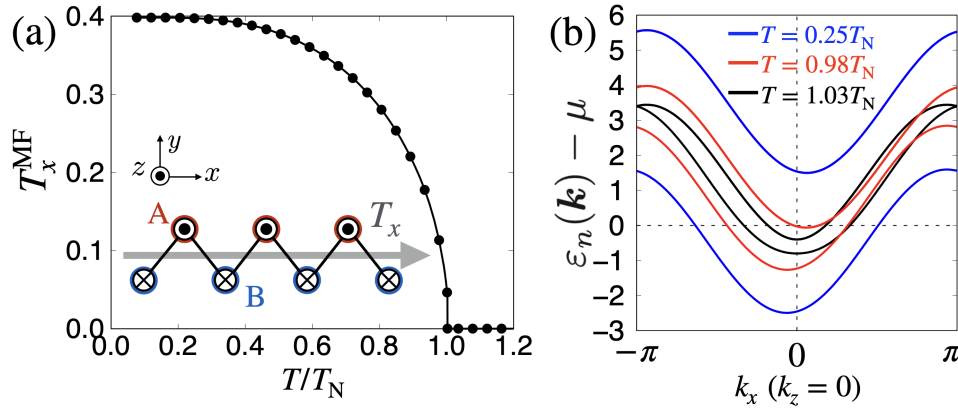 (a)
0.4
0.2
0.1
0.0
T_x^MF
z y x
A
T_x
B
0.0 0.2 0.4 0.6 0.8 1.0 1.2
T/T_N
(b)
6
5
4
3
2
1
0
−1
−2
−3
ε_n(k) − μ
T = 0.25T_N
T = 0.98T_N
T = 1.03T_N
−π 0 π
k_x (k_z = 0)